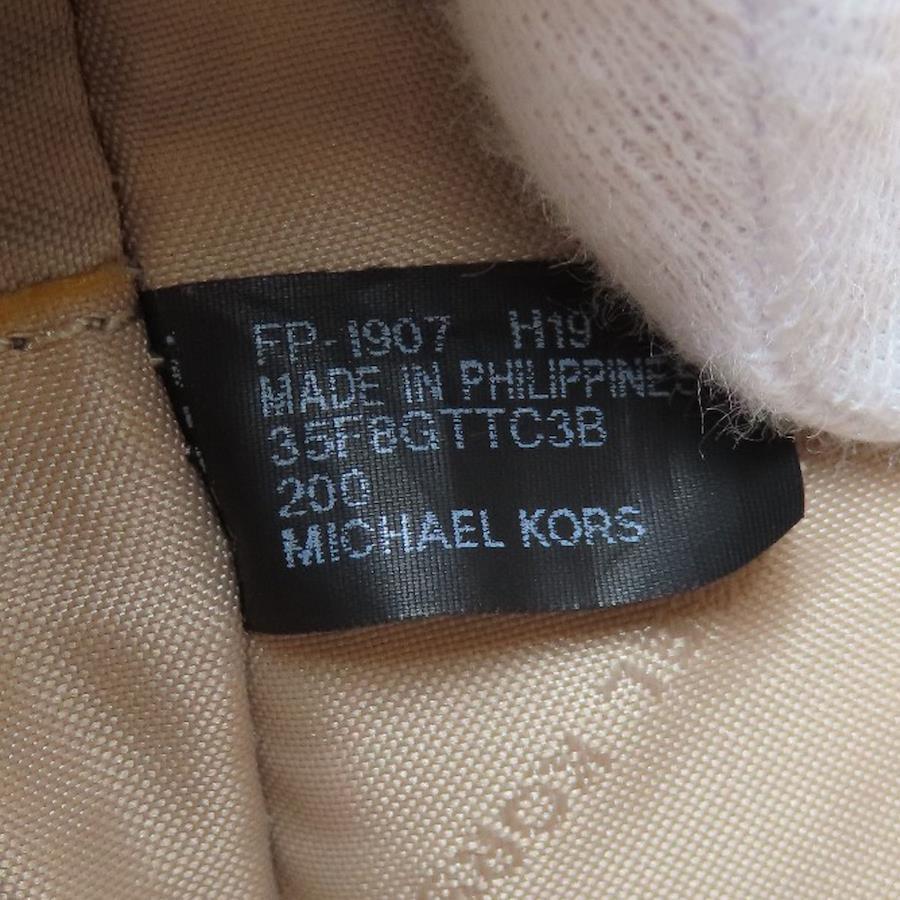 FP-1907 H19
MADE IN PHILIPPINES
35F8GTTC3B
200
MICHAEL KORS